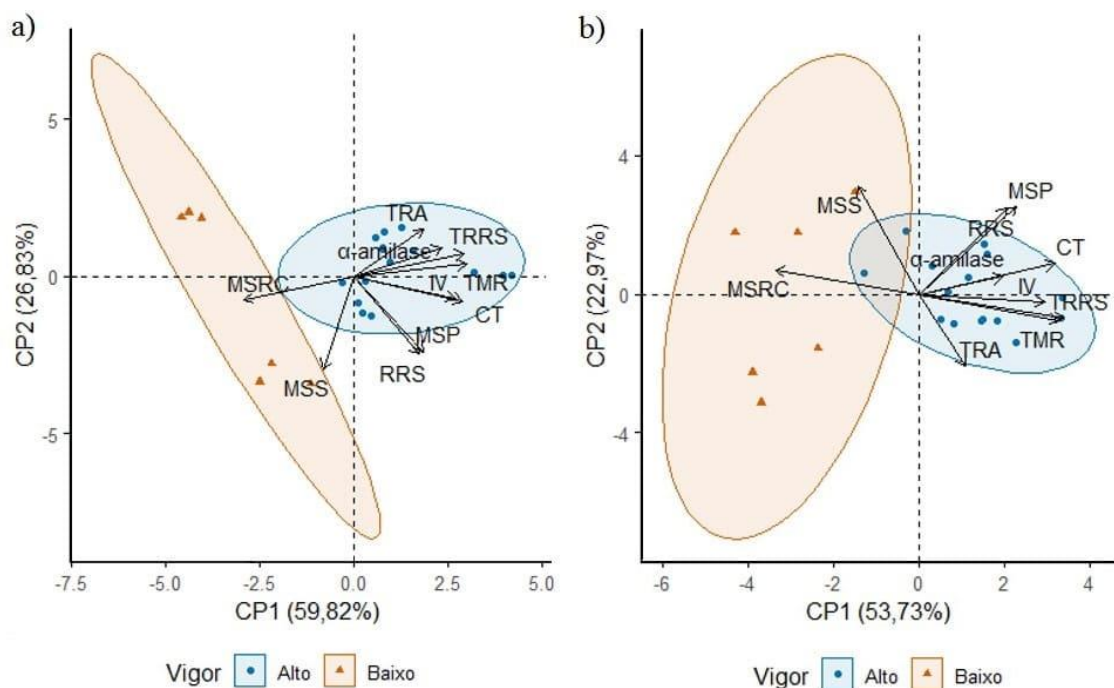 a)
5
0
-5
CP2 (26,83%)
TRA
TRRS
α-amilase
MSRC
IV
TMR
CT
MSP
MSS
RRS
-7.5
-5.0
-2.5
0.0
2.5
5.0
CP1 (59,82%)
Vigor Alto Baixo
b)
4
0
-4
CP2 (22,97%)
MSP
MSS
RRS
CT
α-amilase
MSRC
IV
TRRS
TRA
TMR
-6
-4
-2
0
2
4
CP1 (53,73%)
Vigor Alto Baixo